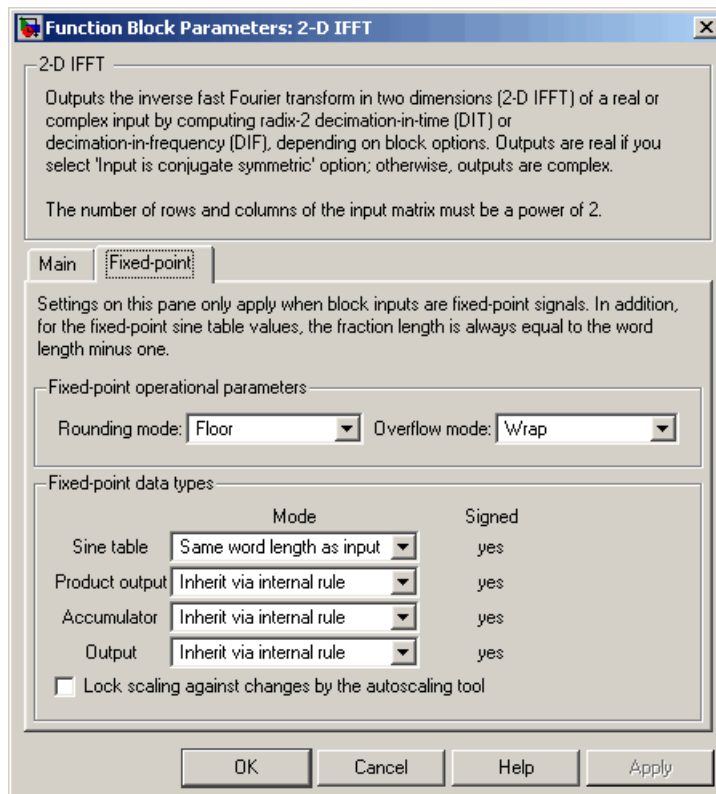 Function Block Parameters: 2-D IFFT
2-D IFFT
Outputs the inverse fast Fourier transform in two dimensions (2-D IFFT) of a real or
complex input by computing radix-2 decimation-in-time (DIT) or
decimation-in-frequency (DIF), depending on block options. Outputs are real if you
select 'Input is conjugate symmetric' option; otherwise, outputs are complex.
The number of rows and columns of the input matrix must be a power of 2.
Main Fixed-point
Settings on this pane only apply when block inputs are fixed-point signals. In addition,
for the fixed-point sine table values, the fraction length is always equal to the word
length minus one.
Fixed-point operational parameters
Rounding mode: Floor Overflow mode: Wrap
Fixed-point data types
Mode Signed
Sine table Same word length as input yes
Product output Inherit via internal rule yes
Accumulator Inherit via internal rule yes
Output Inherit via internal rule yes
Lock scaling against changes by the autoscaling tool
OK Cancel Help Apply